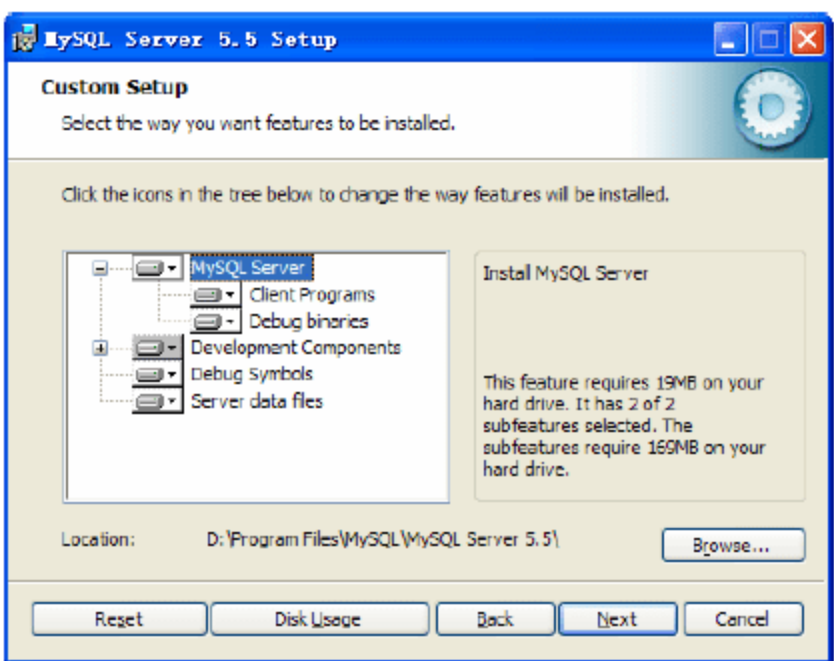 MySQL Server 5.5 Setup
Custom Setup
Select the way you want features to be installed.
Click the icons in the tree below to change the way features will be installed.
MySQL Server
Client Programs
Debug binaries
Development Components
Debug Symbols
Server data files
Install MySQL Server
This feature requires 19MB on your
hard drive. It has 2 of 2
subfeatures selected. The
subfeatures require 169MB on your
hard drive.
Location: D:\Program Files\MySQL\MySQL Server 5.5\
Browse...
Reset Disk Usage Back Next Cancel